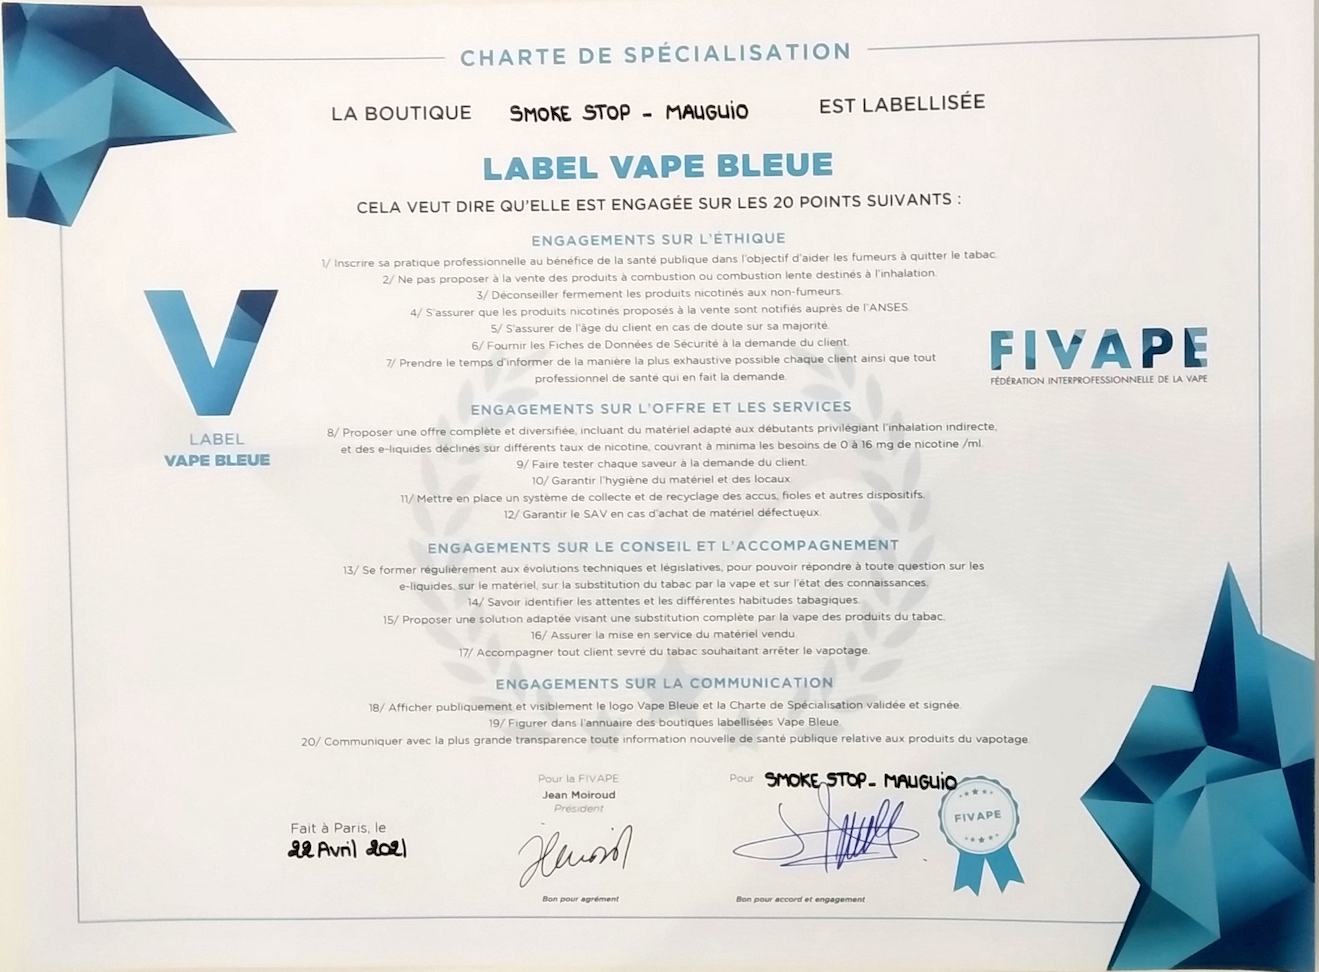 CHARTE DE SPÉCIALISATION
LA BOUTIQUE SMOKE STOP - MAUGUIO EST LABELLISÉE
LABEL VAPE BLEUE
CELA VEUT DIRE QU'ELLE EST ENGAGÉE SUR LES 20 POINTS SUIVANTS :
ENGAGEMENTS SUR L'ÉTHIQUE
1/ Inscrire sa pratique professionnelle au bénéfice de la santé publique dans l'objectif d'aider les fumeurs à quitter le tabac.
2/ Ne pas proposer à la vente des produits à combustion ou combustion lente destinés à l'inhalation.
3/ Déconseiller fermement les produits nicotinés aux non-fumeurs.
4/ S'assurer que les produits nicotinés proposés à la vente sont notifiés auprès de l'ANSES
5/ S'assurer de l'âge du client en cas de doute sur sa majorité.
6/ Fournir les Fiches de Données de Sécurité à la demande du client.
7/ Prendre le temps d'informer de la manière la plus exhaustive possible chaque client ainsi que tout
professionnel de santé qui en fait la demande.
V
LABEL
VAPE BLEUE
FIVAPE
FÉDÉRATION INTERPROFESSIONNELLE DE LA VAPE
ENGAGEMENTS SUR L'OFFRE ET LES SERVICES
8/ Proposer une offre complète et diversifiée, incluant du matériel adapté aux débutants privilégiant l'inhalation indirecte,
et des e-liquides déclinés sur différents taux de nicotine, couvrant à minima les besoins de 0 à 16 mg de nicotine /ml.
9/ Faire tester chaque saveur à la demande du client.
10/ Garantir l'hygiène du matériel et des locaux.
11/ Mettre en place un système de collecte et de recyclage des accus, fioles et autres dispositifs.
12/ Garantir le SAV en cas d'achat de matériel défectueux.
ENGAGEMENTS SUR LE CONSEIL ET L'ACCOMPAGNEMENT
13/ Se former régulièrement aux évolutions techniques et législatives, pour pouvoir répondre à toute question sur les
e-liquides, sur le matériel, sur la substitution du tabac par la vape et sur l'état des connaissances.
14/ Savoir identifier les attentes et les différentes habitudes tabagiques.
15/ Proposer une solution adaptée visant une substitution complète par la vape des produits du tabac.
16/ Assurer la mise en service du matériel vendu.
17/ Accompagner tout client sevré du tabac souhaitant arrêter le vapotage.
ENGAGEMENTS SUR LA COMMUNICATION
18/ Afficher publiquement et visiblement le logo Vape Bleue et la Charte de Spécialisation validée et signée.
19/ Figurer dans l'annuaire des boutiques labellisées Vape Bleue.
20/ Communiquer avec la plus grande transparence toute information nouvelle de santé publique relative aux produits du vapotage.
Pour la FIVAPE
Jean Moiroud
Président
Pour SMOKE STOP - MAUGUIO
FIVAPE
Fait à Paris, le
22 Avril 2021
Bon pour agrément
Bon pour accord et engagement